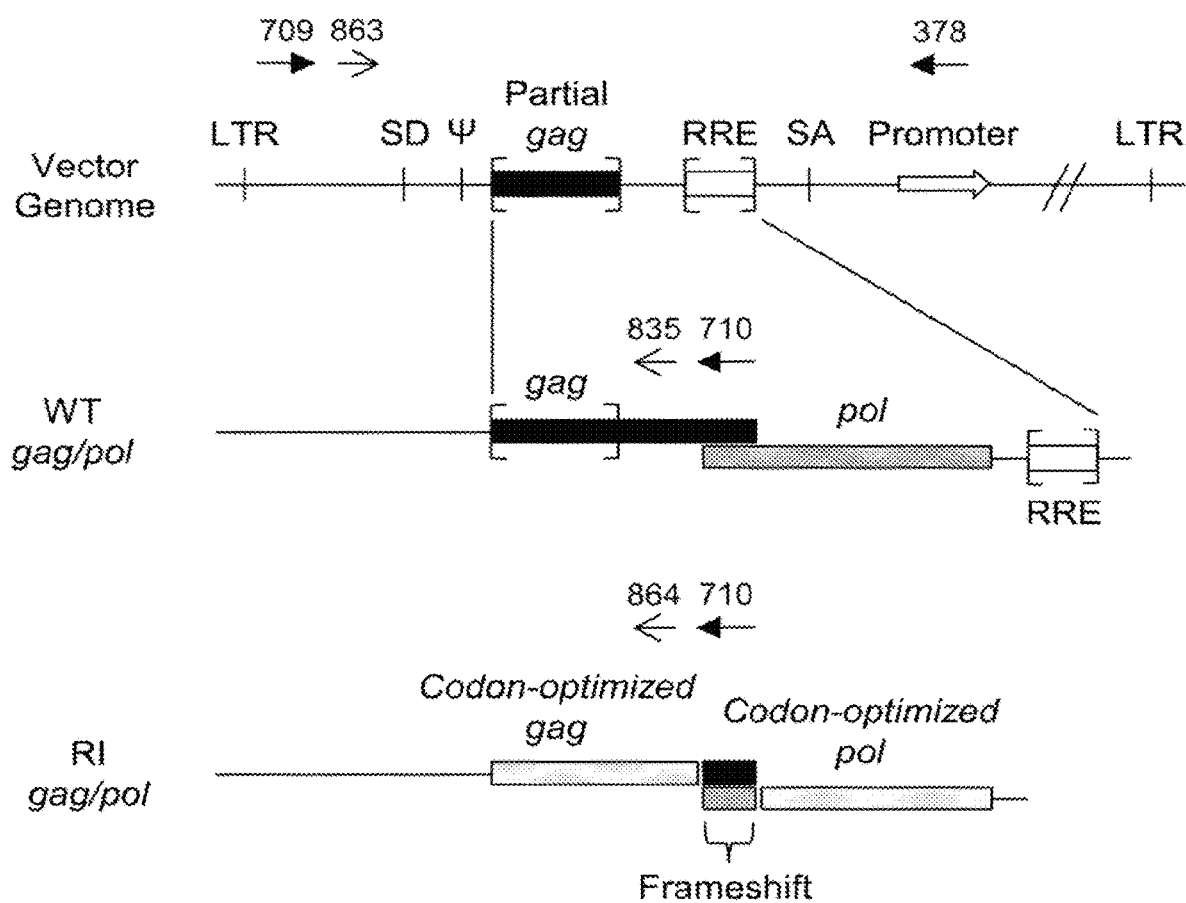 709 863 378
Partial
LTR SD Ψ gag RRE SA Promoter LTR
Vector
Genome
835 710
gag pol
WT
gag/pol
RRE
864 710
Codon-optimized
gag
Codon-optimized
pol
RI
gag/pol
Frameshift